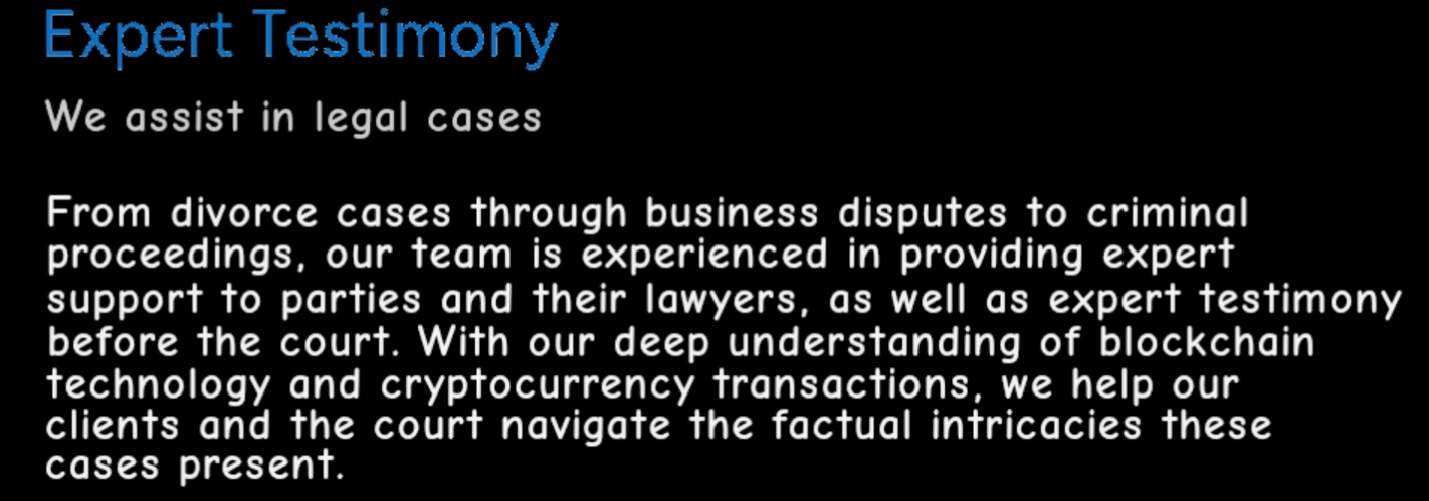 Expert Testimony
We assist in legal cases
From divorce cases through business disputes to criminal
proceedings, our team is experienced in providing expert
support to parties and their lawyers, as well as expert testimony
before the court. With our deep understanding of blockchain
technology and cryptocurrency transactions, we help our
clients and the court navigate the factual intricacies these
cases present.